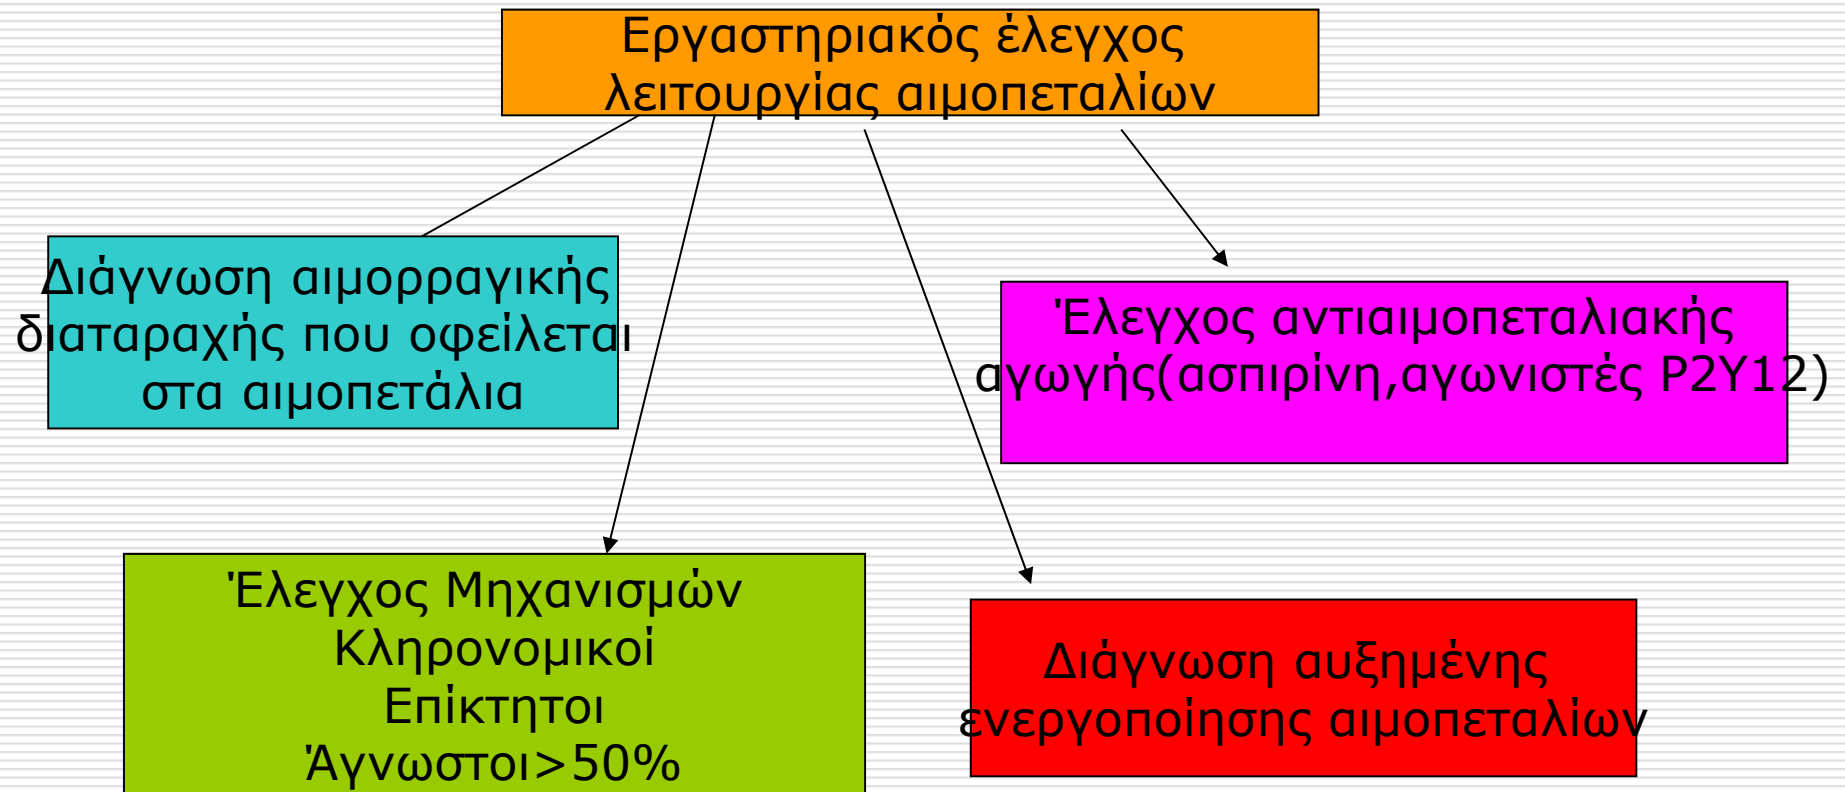 Εργαστηριακός έλεγχος
λειτουργίας αιμοπεταλίων
Διάγνωση αιμορραγικής
διαταραχής που οφείλεται
στα αιμοπετάλια
Έλεγχος αντιαιμοπεταλιακής
αγωγής(ασπιρίνη,αγωνιστές P2Y12)
Έλεγχος Μηχανισμών
Κληρονομικοί
Επίκτητοι
Άγνωστοι>50%
Διάγνωση αυξημένης
ενεργοποίησης αιμοπεταλίων